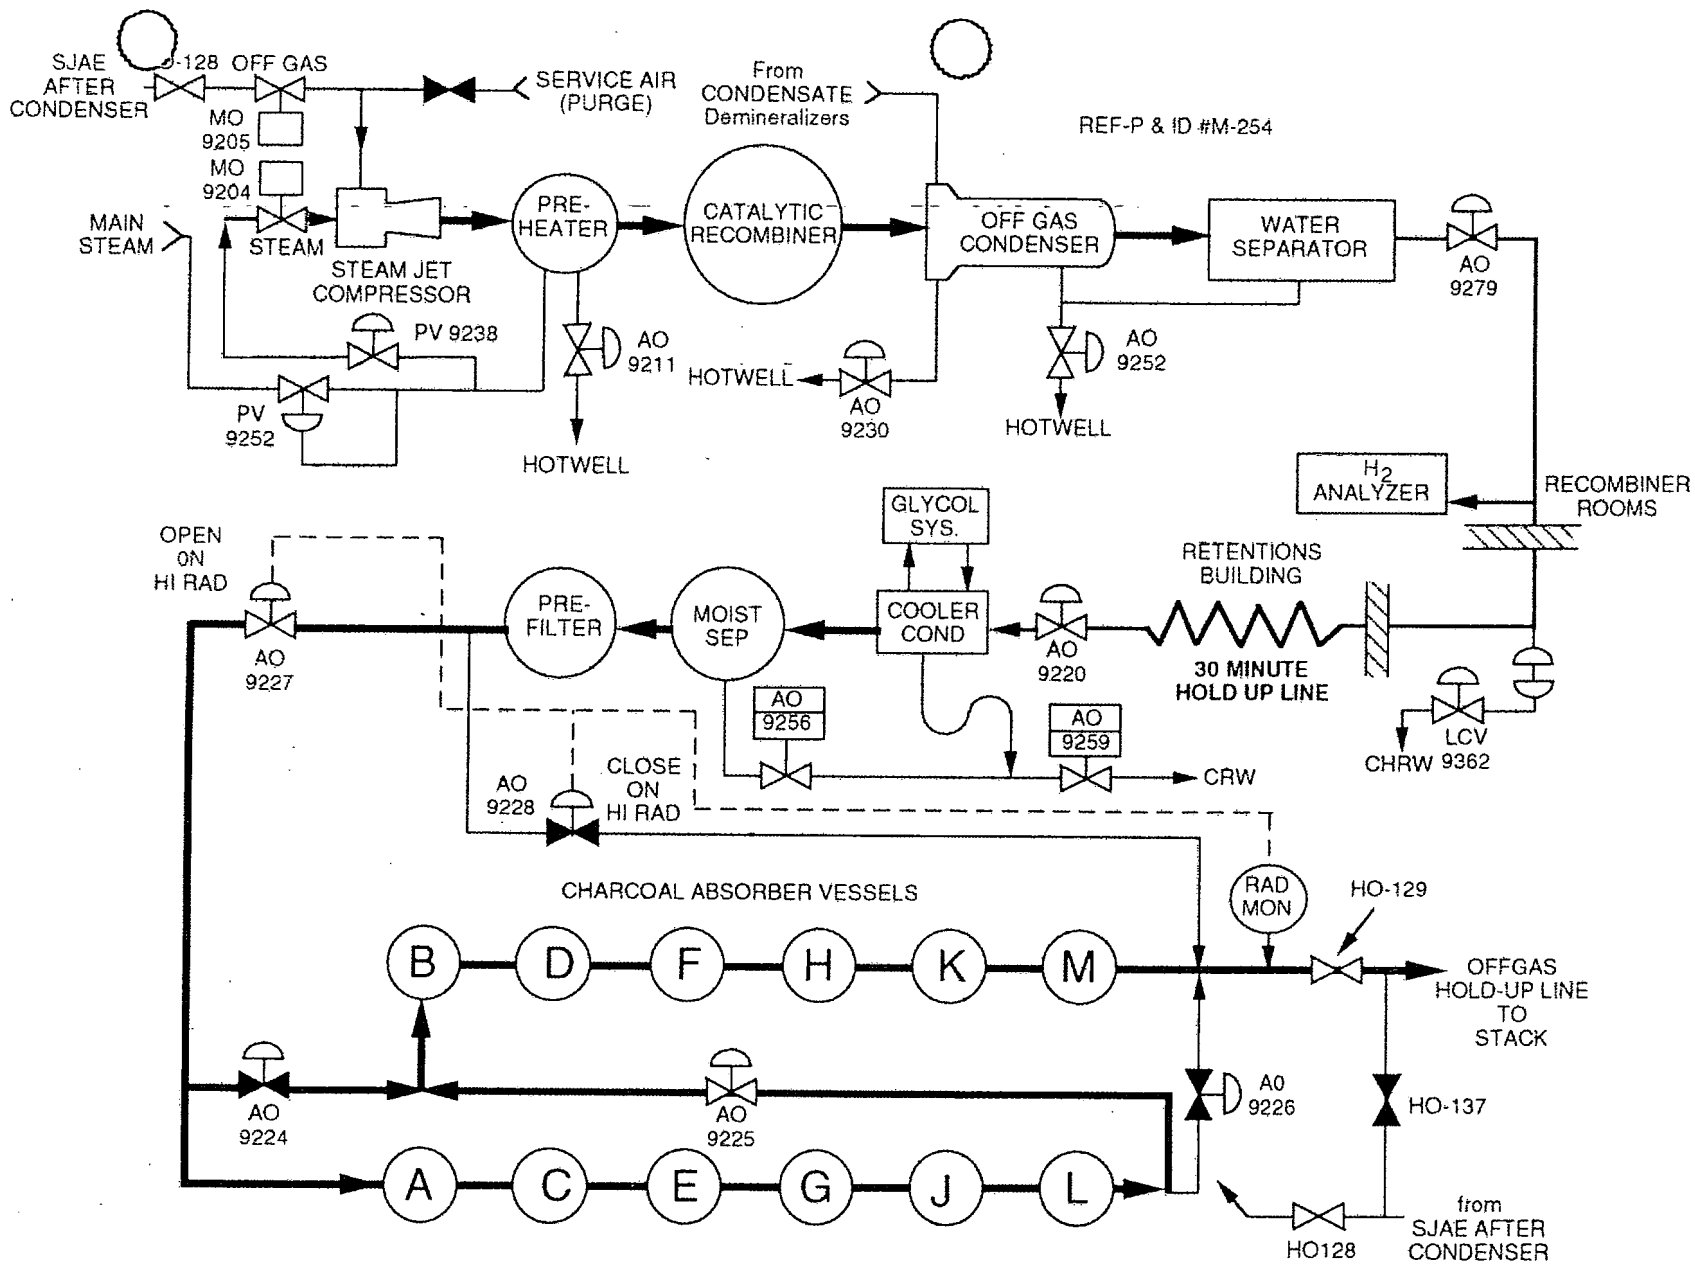 SJAE
AFTER
CONDENSER
O-128
OFF GAS
MO
9205
MO
9204
SERVICE AIR
(PURGE)
From
CONDENSATE
Demineralizers
REF-P & ID #M-254
MAIN
STEAM
STEAM
STEAM JET
COMPRESSOR
PRE-
HEATER
CATALYTIC
RECOMBINER
OFF GAS
CONDENSER
WATER
SEPARATOR
AO
9279
PV 9238
PV
9252
AO
9211
HOTWELL
HOTWELL
AO
9230
AO
9252
HOTWELL
H2
ANALYZER
RECOMBINER
ROOMS
OPEN
0N
HI RAD
AO
9227
PRE-
FILTER
MOIST
SEP
GLYCOL
SYS.
COOLER
COND
AO
9220
RETENTIONS
BUILDING
30 MINUTE
HOLD UP LINE
AO
9256
AO
9259
CRW
CHRW
LCV
9362
AO
9228
CLOSE
ON
HI RAD
CHARCOAL ABSORBER VESSELS
RAD
MON
HO-129
B D F H K M
OFFGAS
HOLD-UP LINE
TO
STACK
AO
9224
AO
9225
A0
9226
HO-137
A C E G J L
HO128
from
SJAE AFTER
CONDENSER